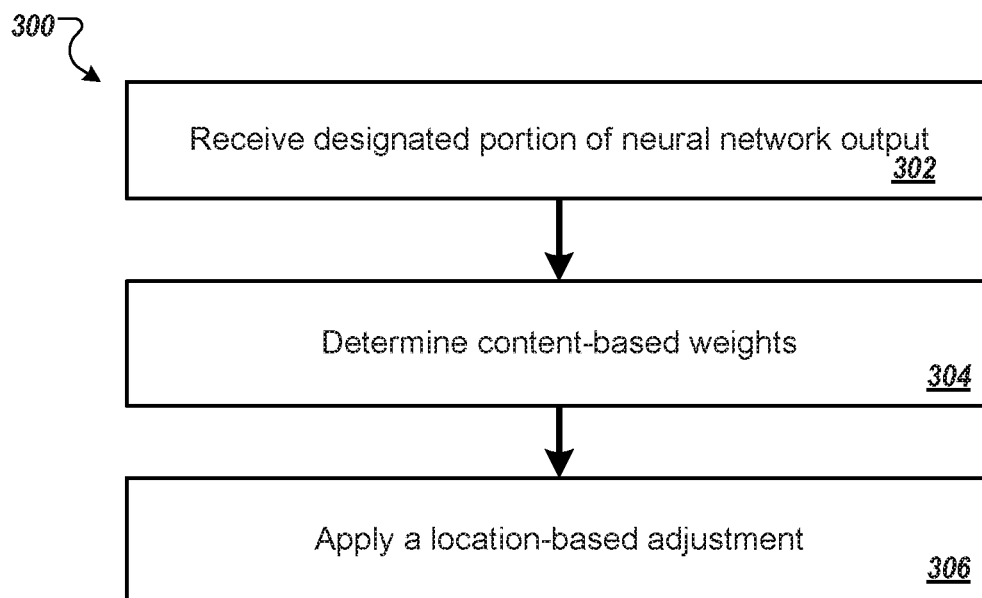 300
Receive designated portion of neural network output
302
Determine content-based weights
304
Apply a location-based adjustment
306